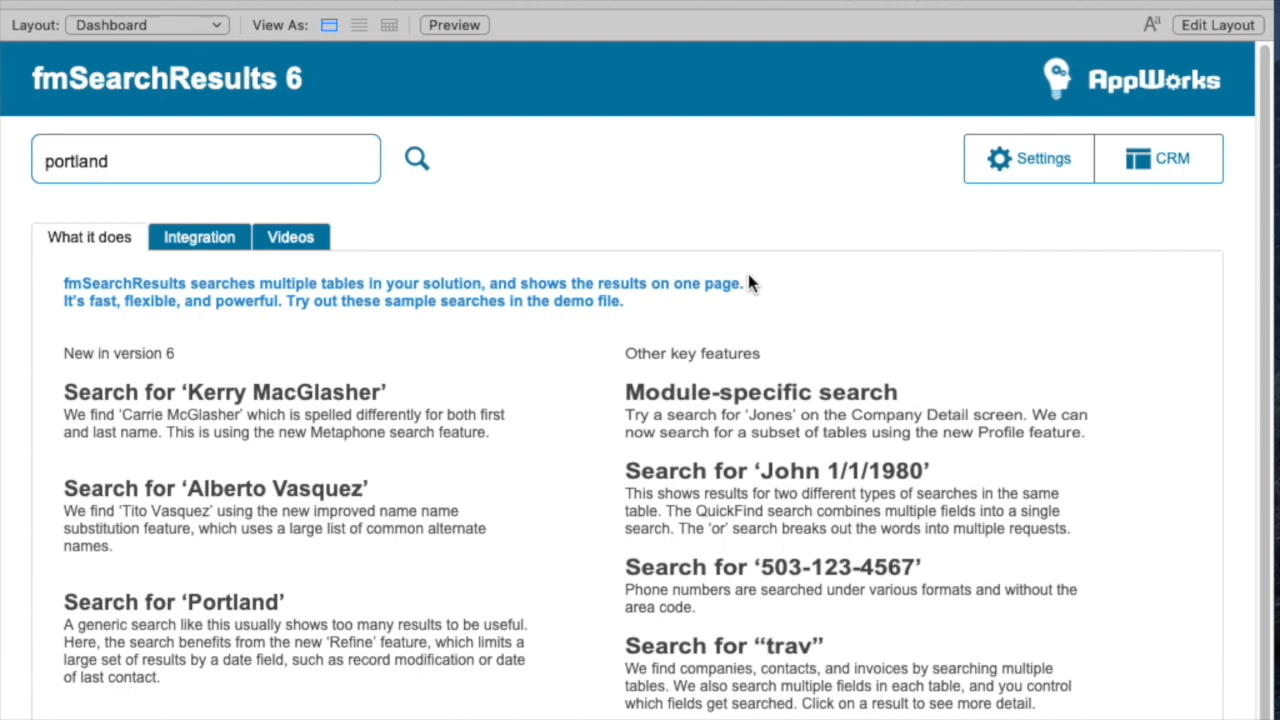 Layout: Dashboard View As: Preview Aa Edit Layout
fmSearchResults 6
AppWorks
portland
Settings CRM
What it does Integration Videos
fmSearchResults searches multiple tables in your solution, and shows the results on one page.
It's fast, flexible, and powerful. Try out these sample searches in the demo file.
New in version 6
Search for ‘Kerry MacGlasher’
We find ‘Carrie McGlasher’ which is spelled differently for both first
and last name. This is using the new Metaphone search feature.
Search for ‘Alberto Vasquez’
We find ‘Tito Vasquez’ using the new improved name name
substitution feature, which uses a large list of common alternate
names.
Search for ‘Portland’
A generic search like this usually shows too many results to be useful.
Here, the search benefits from the new ‘Refine’ feature, which limits a
large set of results by a date field, such as record modification or date
of last contact.
Other key features
Module-specific search
Try a search for ‘Jones’ on the Company Detail screen. We can
now search for a subset of tables using the new Profile feature.
Search for ‘John 1/1/1980’
This shows results for two different types of searches in the same
table. The QuickFind search combines multiple fields into a single
search. The ‘or’ search breaks out the words into multiple requests.
Search for ‘503-123-4567’
Phone numbers are searched under various formats and without the
area code.
Search for “trav”
We find companies, contacts, and invoices by searching multiple
tables. We also search multiple fields in each table, and you control
which fields get searched. Click on a result to see more detail.